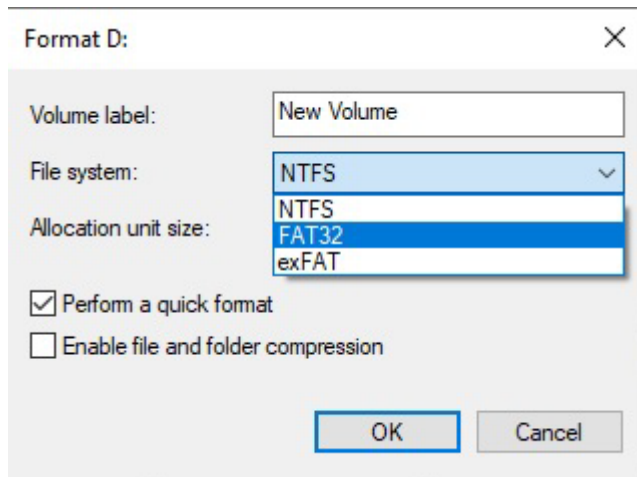 Format D:
Volume label:
New Volume
File system:
NTFS
NTFS
FAT32
exFAT
Allocation unit size:
Perform a quick format
Enable file and folder compression
OK
Cancel